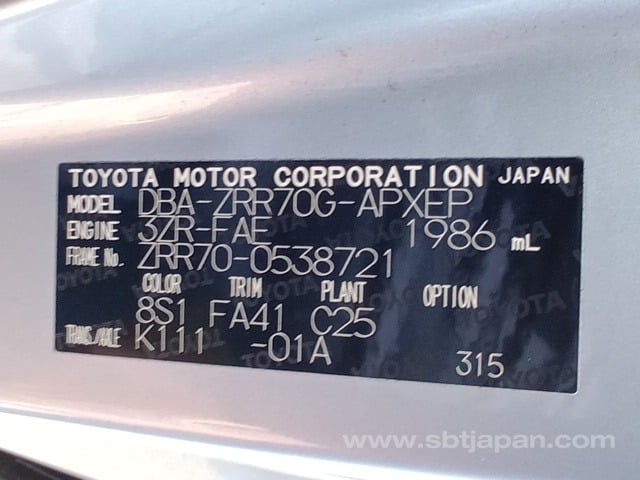 TOYOTA MOTOR CORPORATION JAPAN
MODEL DBA-ZRR70G-APXEP
ENGINE 3ZR-FAE 1986 mL
FRAME No. ZRR70-0538721
COLOR TRIM PLANT OPTION
8S1 FA41 C25
TRANS/AXLE K111 -01A 315
www.sbtjapan.com